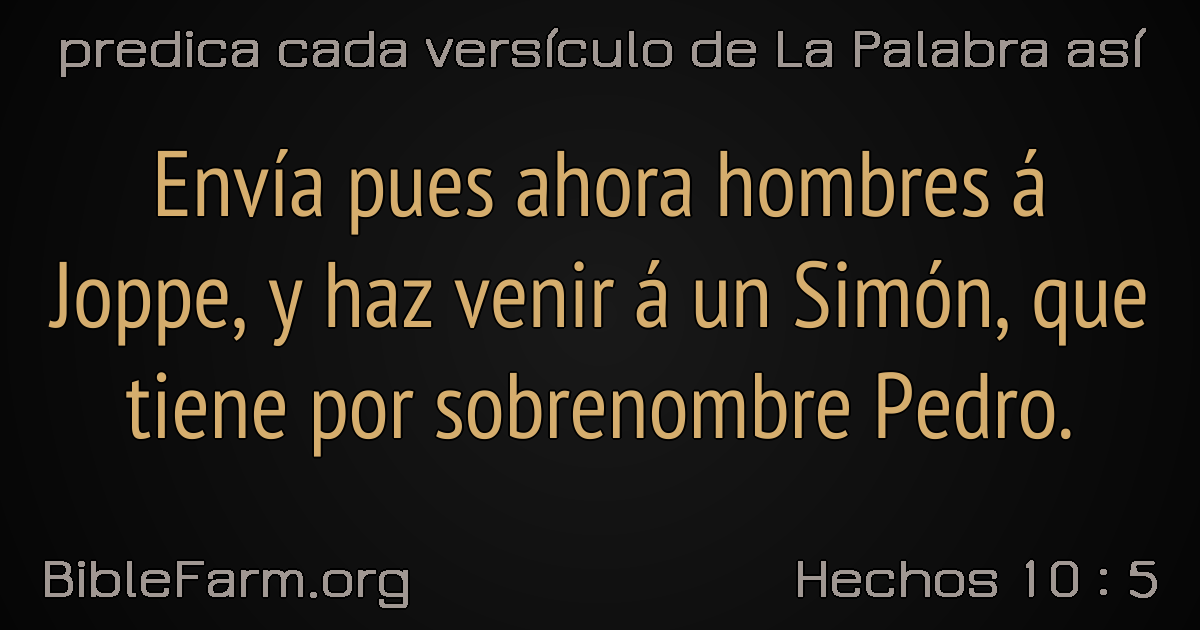 predica cada versículo de La Palabra así
Envía pues ahora hombres á
Joppe, y haz venir á un Simón, que
tiene por sobrenombre Pedro.
BibleFarm.org
Hechos 10 : 5